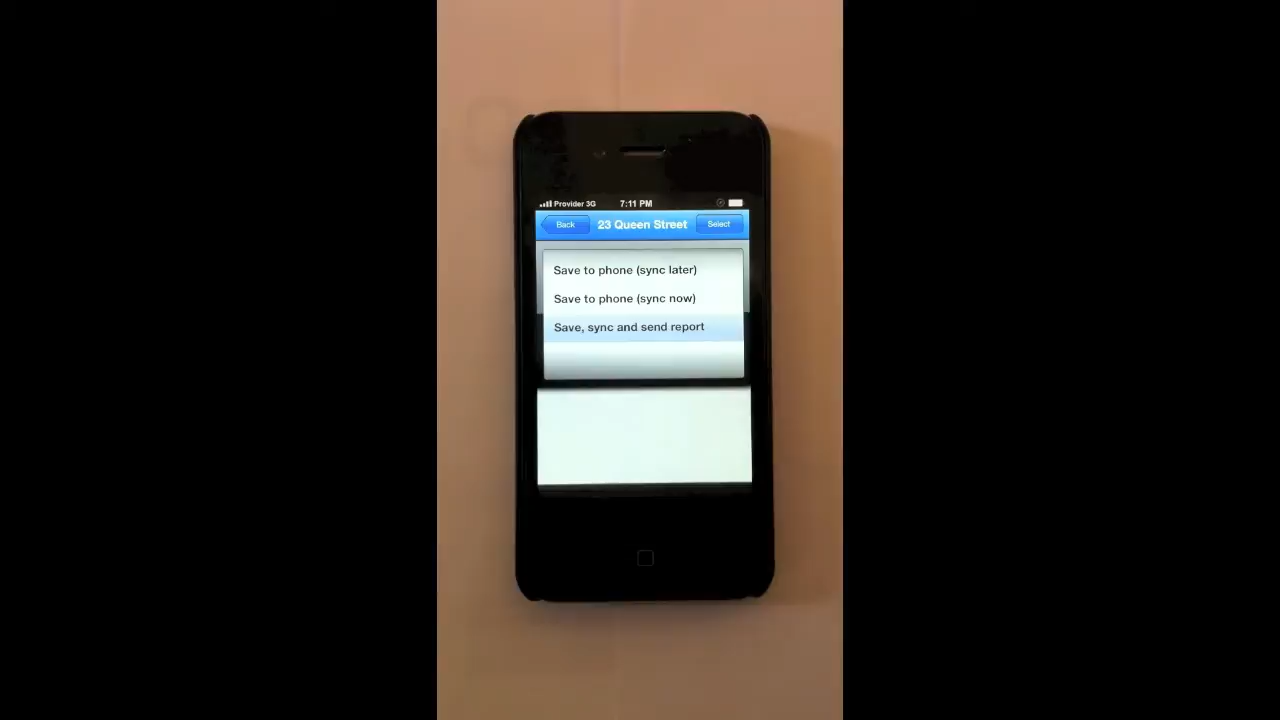 Provider 3G 7:11 PM
Back 23 Queen Street Select
Save to phone (sync later)
Save to phone (sync now)
Save, sync and send report